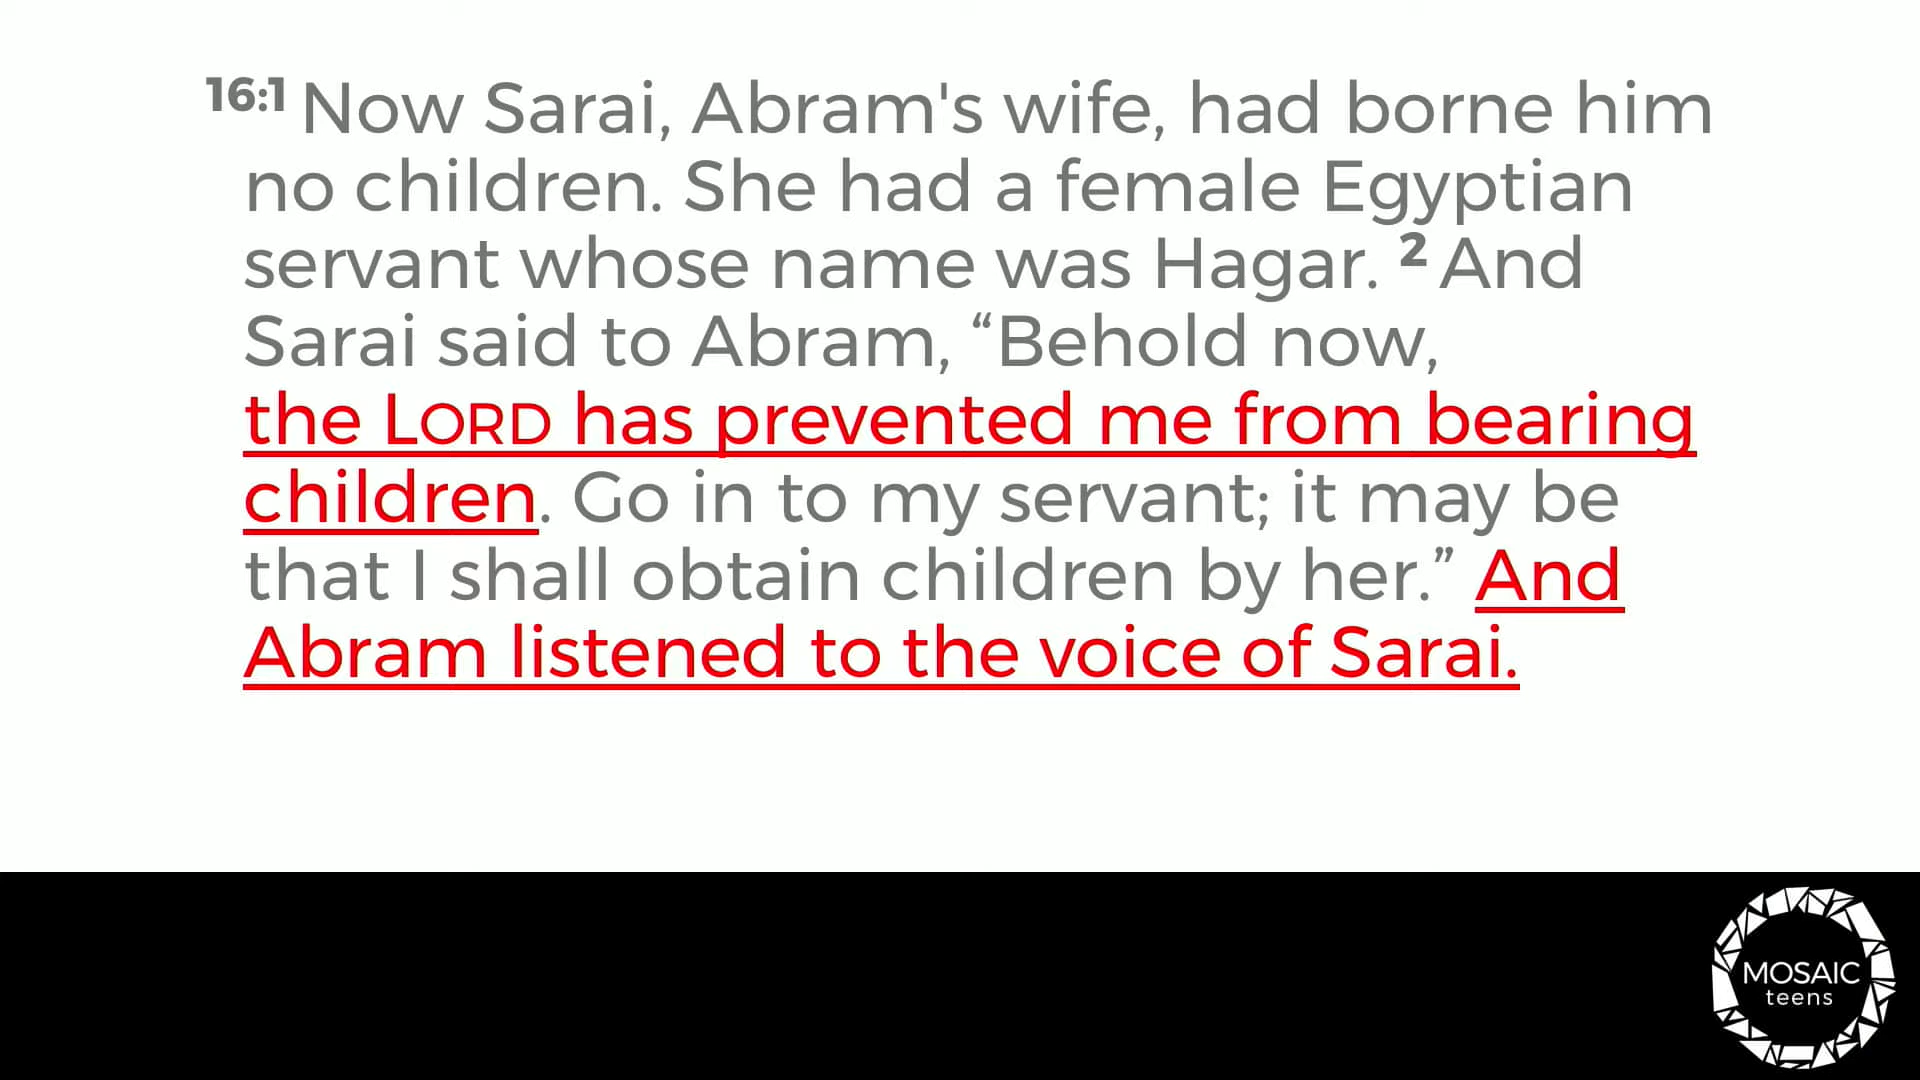 16:1 Now Sarai, Abram's wife, had borne him
no children. She had a female Egyptian
servant whose name was Hagar. 2 And
Sarai said to Abram, “Behold now,
the LORD has prevented me from bearing
children. Go in to my servant; it may be
that I shall obtain children by her.” And
Abram listened to the voice of Sarai.
MOSAIC
teens